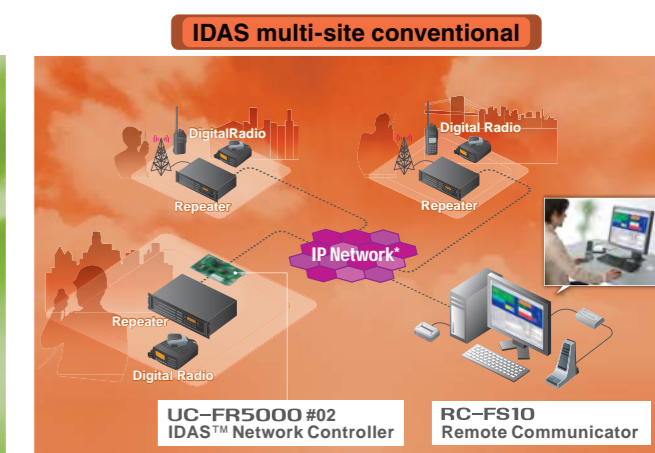 IDAS multi-site conventional
DigitalRadio
Repeater
Digital Radio
Repeater
IP Network*
Repeater
Digital Radio
UC-FR5000 #02
IDAS™ Network Controller
RC-FS10
Remote Communicator